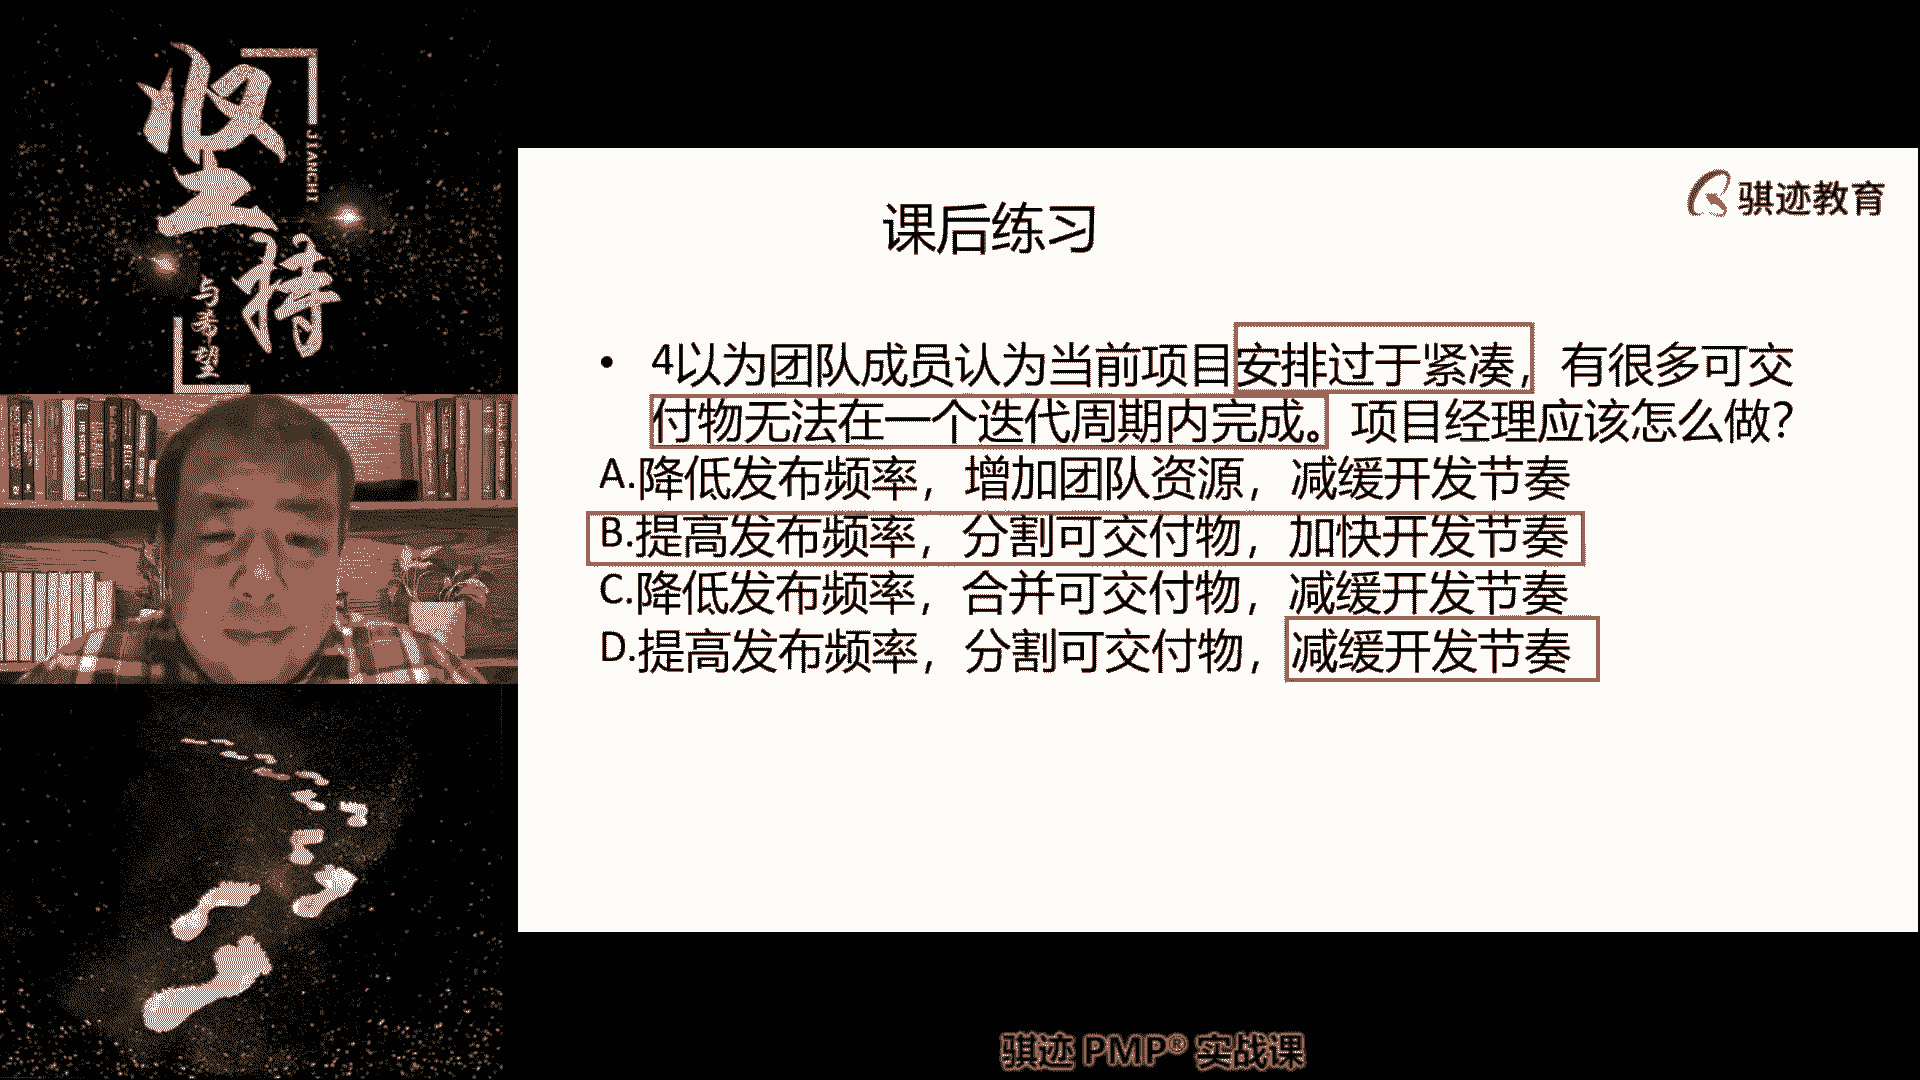 坚持
JIANCHI
与希望
骐迹教育
课后练习
• 4以为团队成员认为当前项目安排过于紧凑，有很多可交
付物无法在一个迭代周期内完成。项目经理应该怎么做？
A.降低发布频率，增加团队资源，减缓开发节奏
B.提高发布频率，分割可交付物，加快开发节奏
C.降低发布频率，合并可交付物，减缓开发节奏
D.提高发布频率，分割可交付物，减缓开发节奏
骐迹 PMP® 实战课